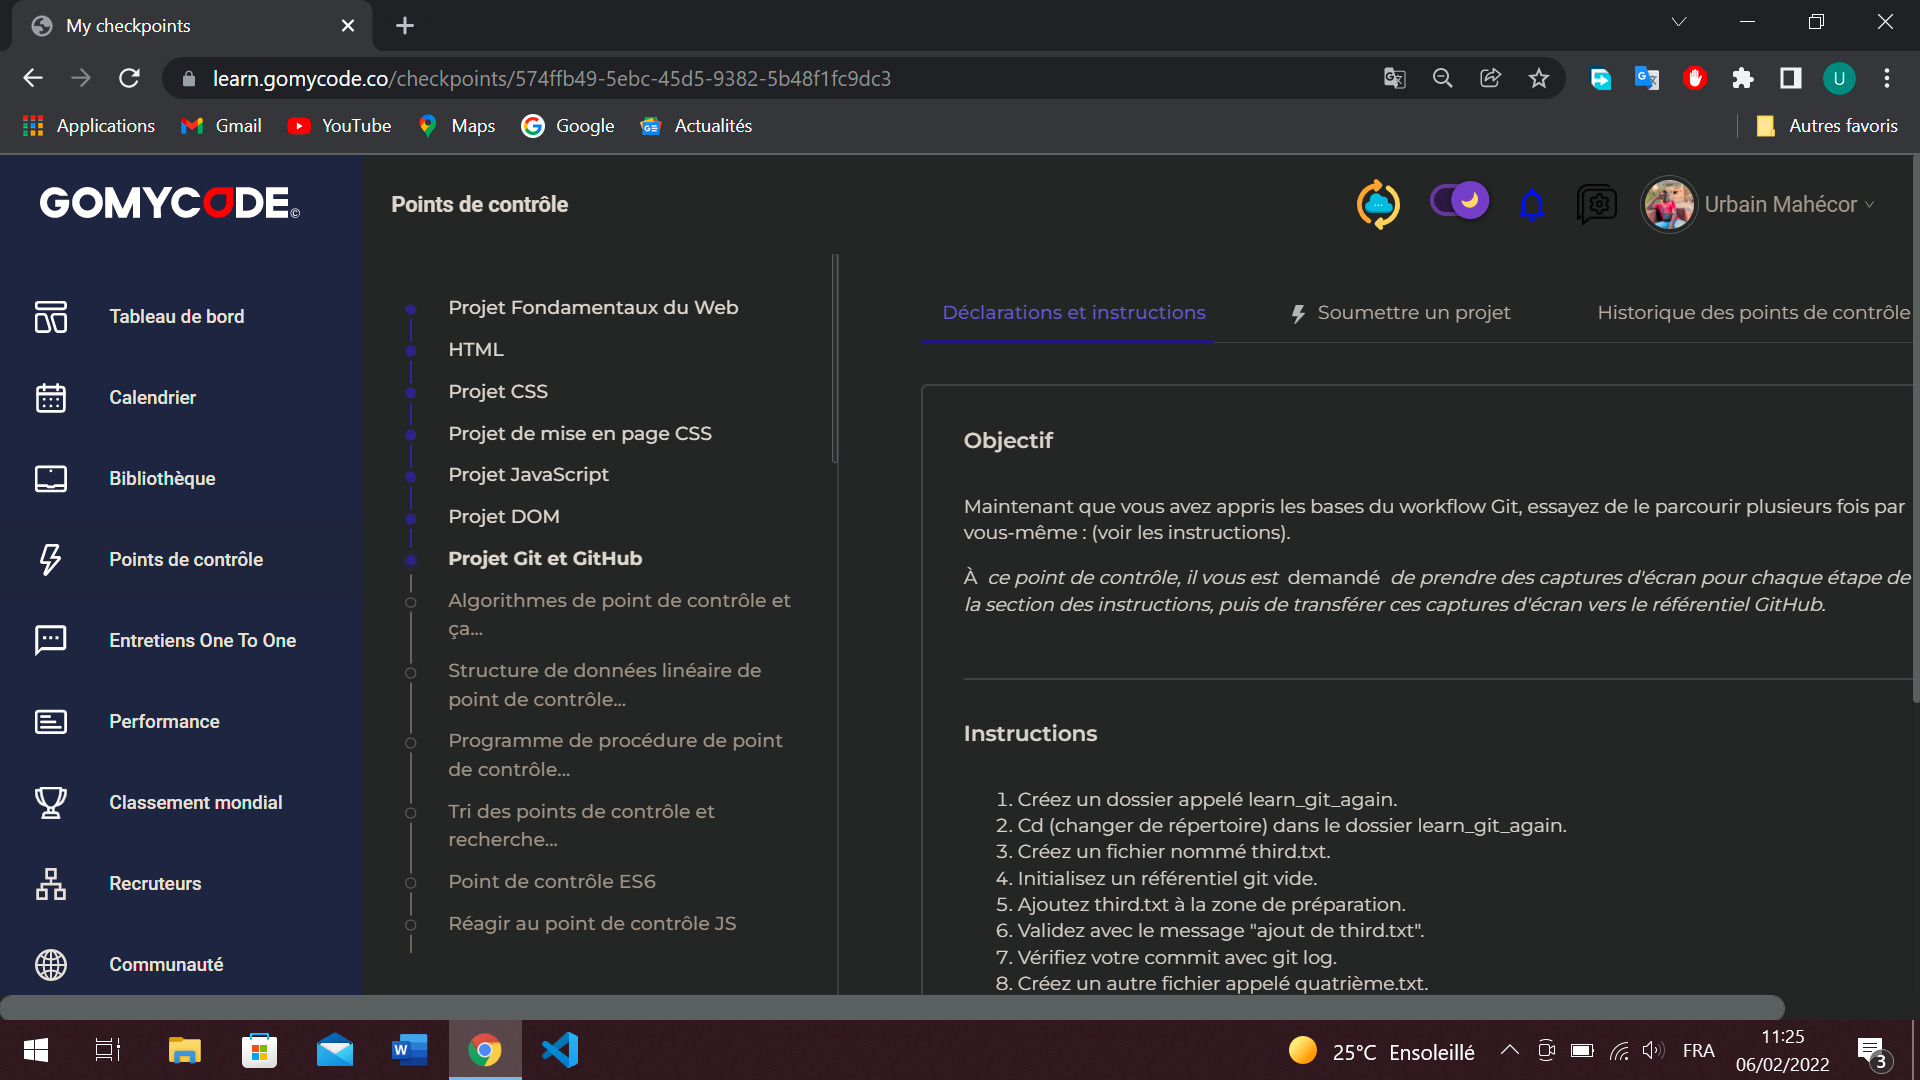 My checkpoints
learn.gomycode.co/checkpoints/574ffb49-5ebc-45d5-9382-5b48f1fc9dc3
U
Applications
Gmail
YouTube
Maps
Google
Actualités
Autres favoris
GOMYCODE©
Points de contrôle
Urbain Mahécor
Tableau de bord
Calendrier
Bibliothèque
Points de contrôle
Entretiens One To One
Performance
Classement mondial
Recruteurs
Communauté
Projet Fondamentaux du Web
HTML
Projet CSS
Projet de mise en page CSS
Projet JavaScript
Projet DOM
Projet Git et GitHub
Algorithmes de point de contrôle et
ça...
Structure de données linéaire de
point de contrôle...
Programme de procédure de point
de contrôle...
Tri des points de contrôle et
recherche...
Point de contrôle ES6
Réagir au point de contrôle JS
Déclarations et instructions
Soumettre un projet
Historique des points de contrôle
Objectif
Maintenant que vous avez appris les bases du workflow Git, essayez de le parcourir plusieurs fois par
vous-même : (voir les instructions).
À ce point de contrôle, il vous est demandé de prendre des captures d'écran pour chaque étape de
la section des instructions, puis de transférer ces captures d'écran vers le référentiel GitHub.
Instructions
1. Créez un dossier appelé learn_git_again.
2. Cd (changer de répertoire) dans le dossier learn_git_again.
3. Créez un fichier nommé third.txt.
4. Initialisez un référentiel git vide.
5. Ajoutez third.txt à la zone de préparation.
6. Validez avec le message "ajout de third.txt".
7. Vérifiez votre commit avec git log.
8. Créez un autre fichier appelé quatrième.txt.
25°C Ensoleillé
FRA
11:25
06/02/2022
3